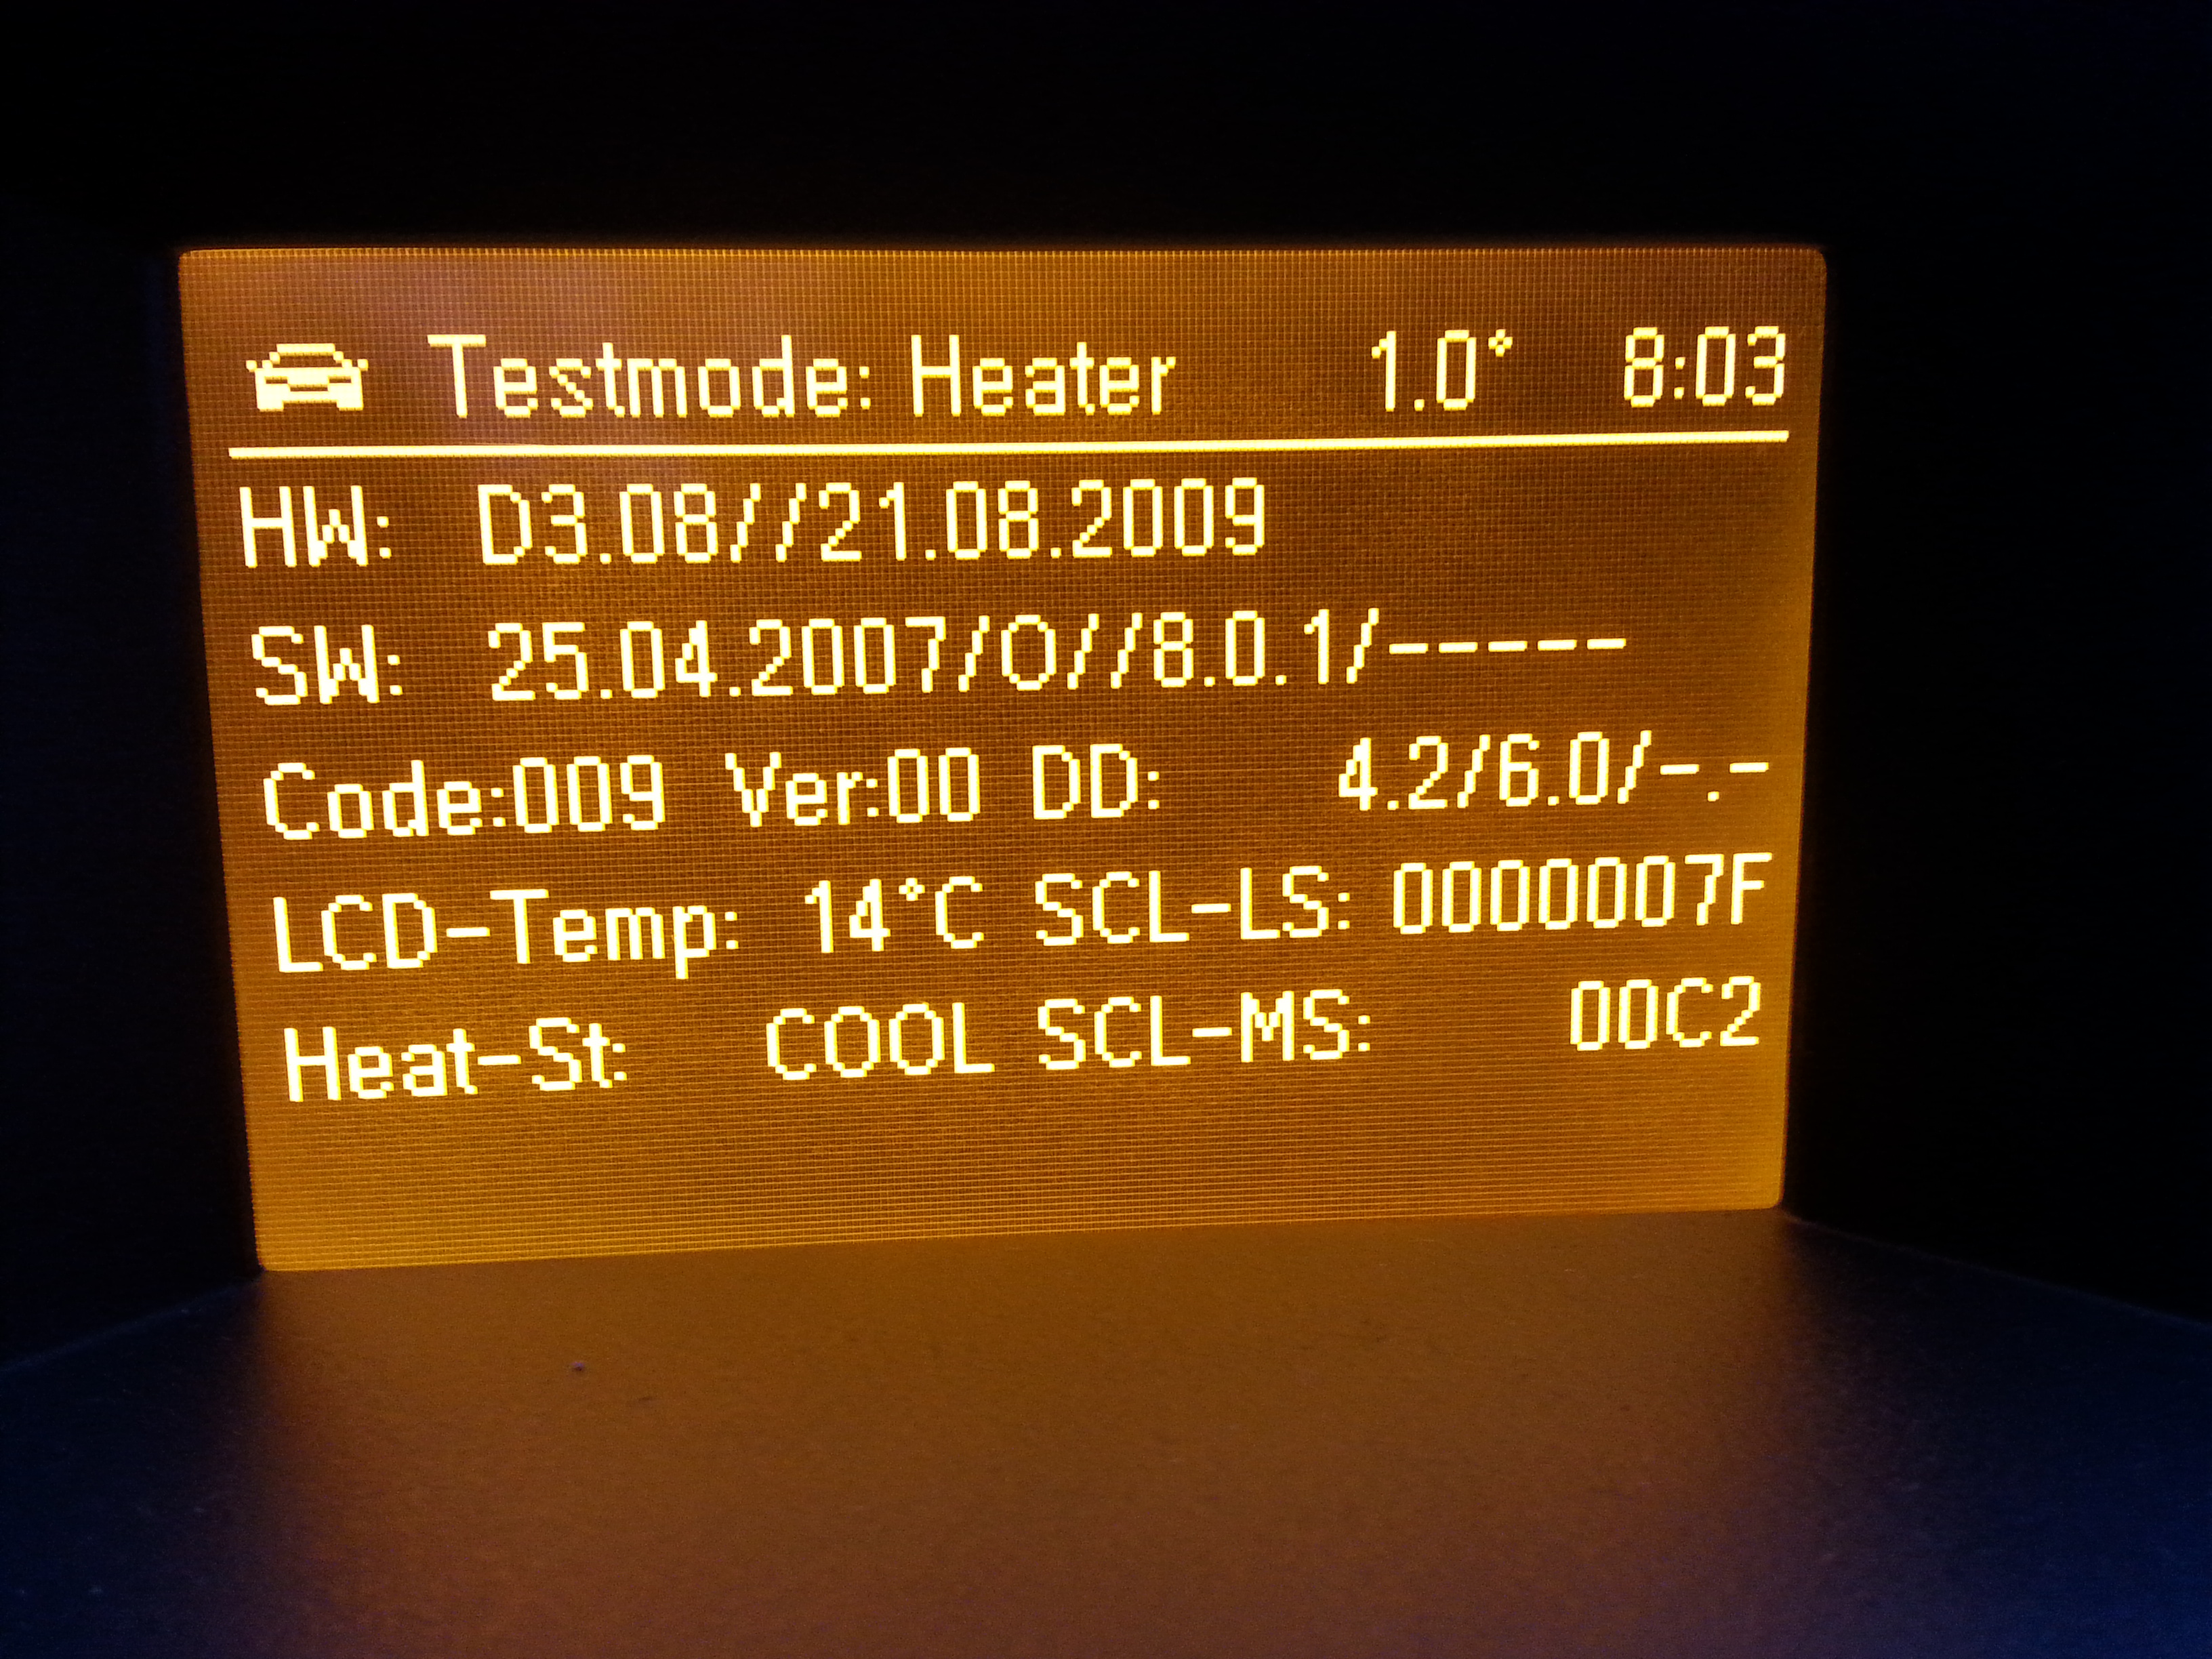 Testmode: Heater 1.0° 8:03
HW: D3.08//21.08.2009
SW: 25.04.2007/O//8.0.1/-----
Code:009 Ver:00 DD: 4.2/6.0/-.-
LCD-Temp: 14°C SCL-LS: 0000007F
Heat-St: COOL SCL-MS: 00C2